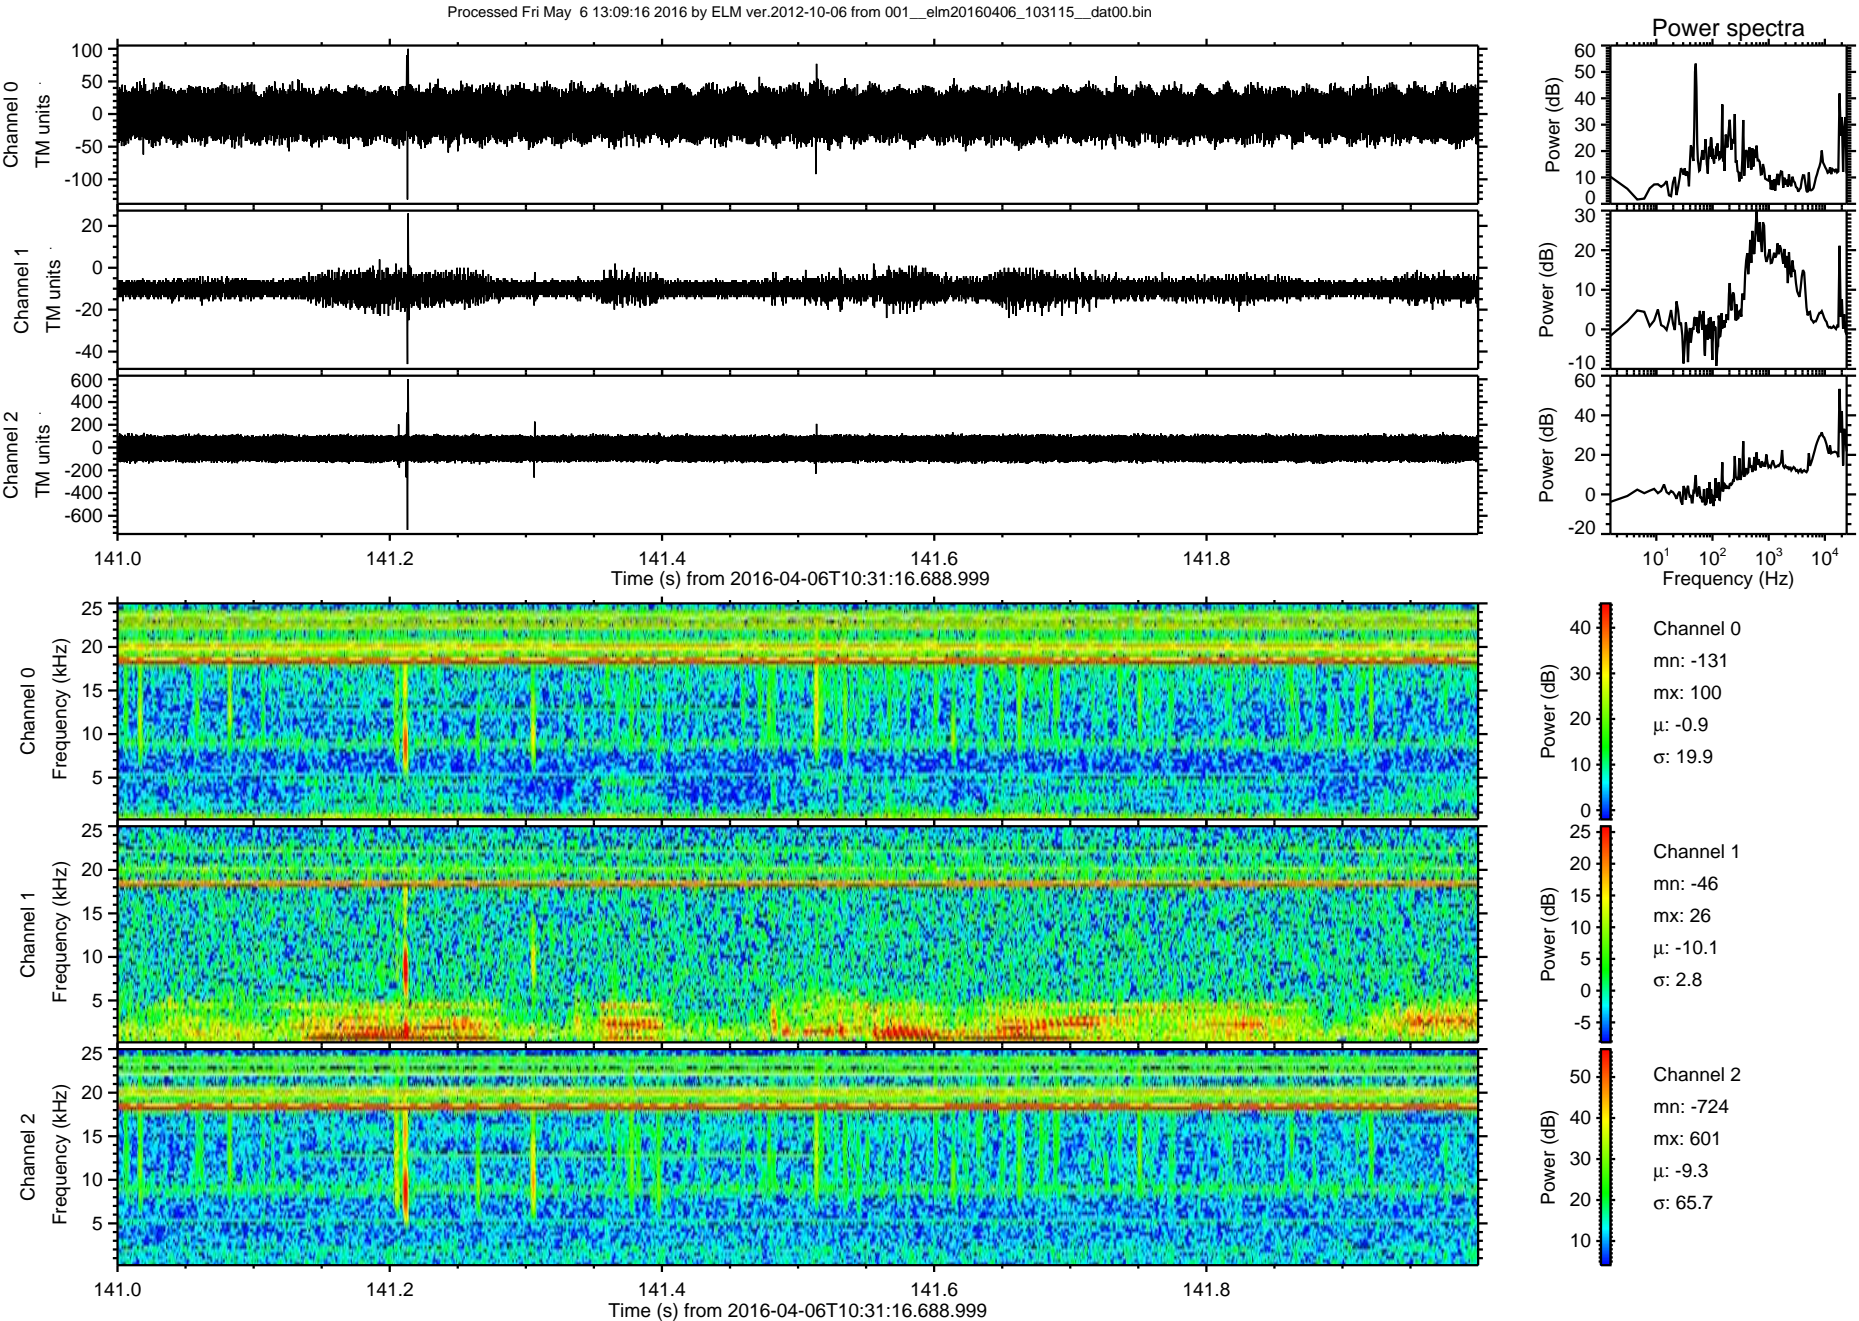 Processed Fri May  6 13:09:16 2016 by ELM ver.2012-10-06 from 001__elm20160406_103115__dat00.bin
Power spectra
Channel 0
TM units
100
50
0
-50
-100
Power (dB)
60
50
40
30
20
10
0
Channel 1
TM units
20
0
-20
-40
Power (dB)
30
20
10
0
-10
Channel 2
TM units
600
400
200
0
-200
-400
-600
Power (dB)
60
40
20
0
-20
141.0 141.2 141.4 141.6 141.8
Time (s) from 2016-04-06T10:31:16.688.999
10¹ 10² 10³ 10⁴
Frequency (Hz)
Channel 0
Frequency (kHz)
25
20
15
10
5
Power (dB)
40
30
20
10
0
Channel 0
mn: -131
mx: 100
μ: -0.9
σ: 19.9
Channel 1
Frequency (kHz)
25
20
15
10
5
Power (dB)
25
20
15
10
5
0
-5
Channel 1
mn: -46
mx: 26
μ: -10.1
σ: 2.8
Channel 2
Frequency (kHz)
25
20
15
10
5
Power (dB)
50
40
30
20
10
Channel 2
mn: -724
mx: 601
μ: -9.3
σ: 65.7
141.0 141.2 141.4 141.6 141.8
Time (s) from 2016-04-06T10:31:16.688.999